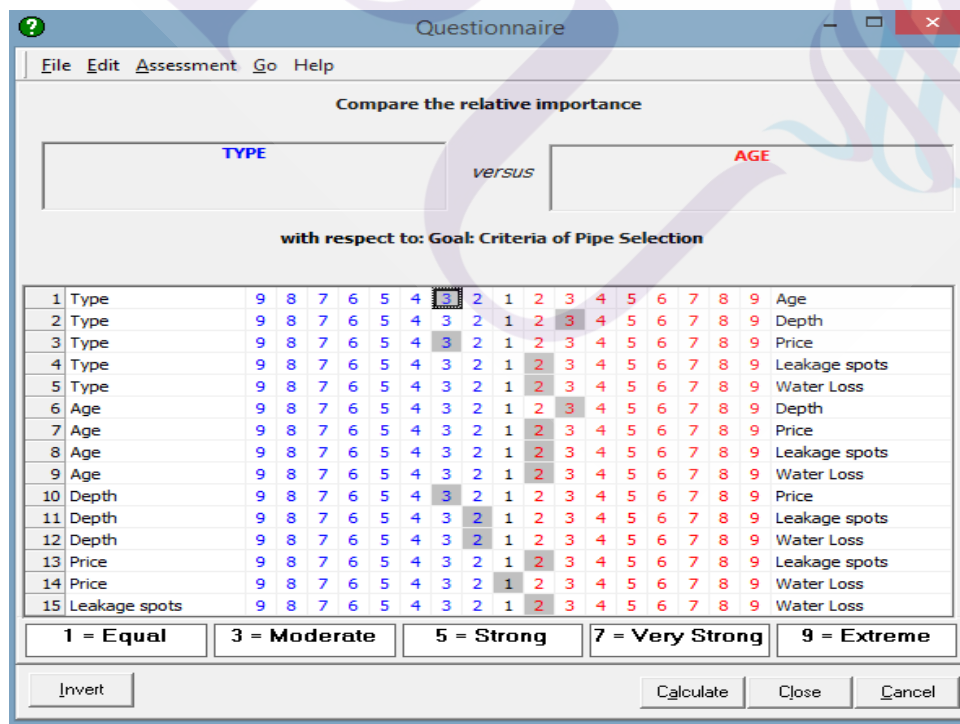 Questionnaire
File Edit Assessment Go Help
Compare the relative importance
TYPE versus AGE
with respect to: Goal: Criteria of Pipe Selection
1 Type 9 8 7 6 5 4 3 2 1 2 3 4 5 6 7 8 9 Age
2 Type 9 8 7 6 5 4 3 2 1 2 3 4 5 6 7 8 9 Depth
3 Type 9 8 7 6 5 4 3 2 1 2 3 4 5 6 7 8 9 Price
4 Type 9 8 7 6 5 4 3 2 1 2 3 4 5 6 7 8 9 Leakage spots
5 Type 9 8 7 6 5 4 3 2 1 2 3 4 5 6 7 8 9 Water Loss
6 Age 9 8 7 6 5 4 3 2 1 2 3 4 5 6 7 8 9 Depth
7 Age 9 8 7 6 5 4 3 2 1 2 3 4 5 6 7 8 9 Price
8 Age 9 8 7 6 5 4 3 2 1 2 3 4 5 6 7 8 9 Leakage spots
9 Age 9 8 7 6 5 4 3 2 1 2 3 4 5 6 7 8 9 Water Loss
10 Depth 9 8 7 6 5 4 3 2 1 2 3 4 5 6 7 8 9 Price
11 Depth 9 8 7 6 5 4 3 2 1 2 3 4 5 6 7 8 9 Leakage spots
12 Depth 9 8 7 6 5 4 3 2 1 2 3 4 5 6 7 8 9 Water Loss
13 Price 9 8 7 6 5 4 3 2 1 2 3 4 5 6 7 8 9 Leakage spots
14 Price 9 8 7 6 5 4 3 2 1 2 3 4 5 6 7 8 9 Water Loss
15 Leakage spots 9 8 7 6 5 4 3 2 1 2 3 4 5 6 7 8 9 Water Loss
1 = Equal 3 = Moderate 5 = Strong 7 = Very Strong 9 = Extreme
Invert Calculate Close Cancel